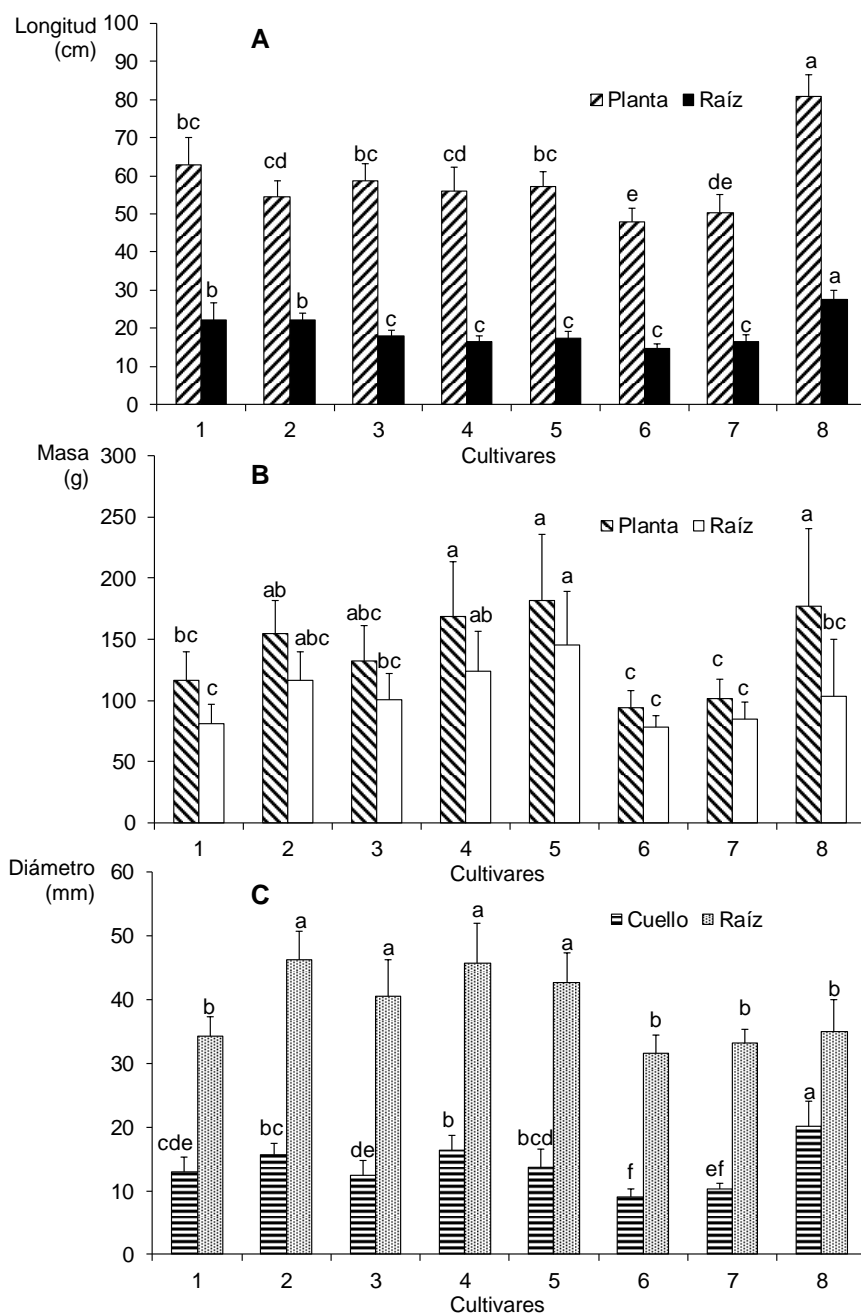 Longitud
(cm)
A
100
90
80
70
60
50
40
30
20
10
0
Planta Raíz
bc cd bc cd bc e de a
b b c c c c c a
1 2 3 4 5 6 7 8
Cultivares
Masa
(g)
B
300
250
200
150
100
50
0
Planta Raíz
bc ab abc a a c c a
c abc bc ab a c c bc
1 2 3 4 5 6 7 8
Cultivares
Diámetro
(mm)
C
60
50
40
30
20
10
0
Cuello Raíz
b a a a a b b b
cde bc de b bcd f ef a
1 2 3 4 5 6 7 8
Cultivares